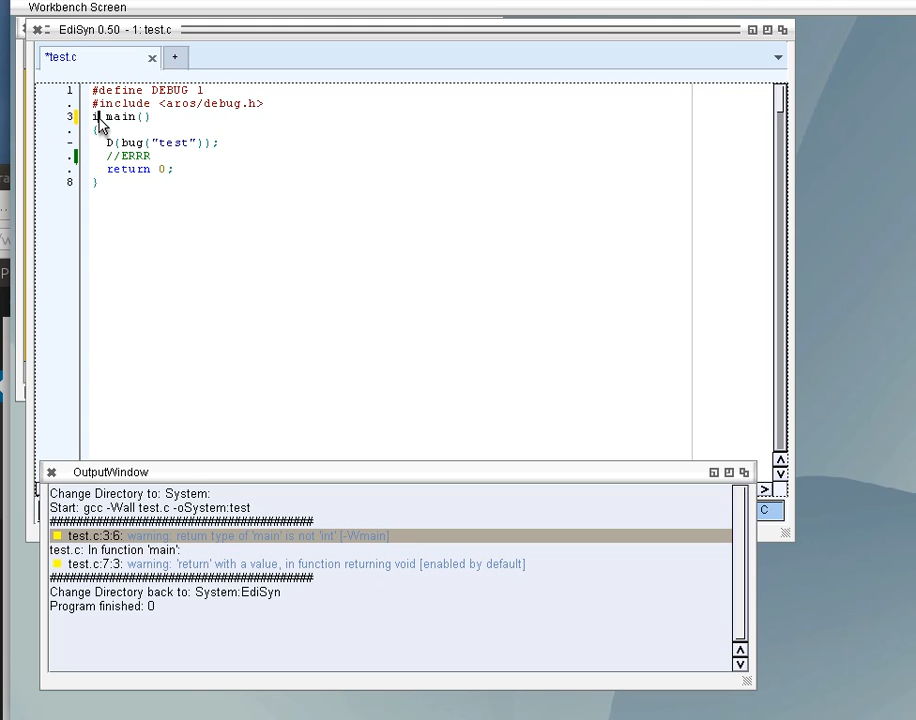 Workbench Screen
EdiSyn 0.50 - 1: test.c
*test.c
+
1 #define DEBUG 1
. #include <aros/debug.h>
3 i main()
. {
- D(bug("test"));
. //ERRR
. return 0;
8 }
C
OutputWindow
Change Directory to: System:
Start: gcc -Wall test.c -oSystem:test
######################################
test.c:3:6: warning: return type of 'main' is not 'int' [-Wmain]
test.c: In function 'main':
test.c:7:3: warning: 'return' with a value, in function returning void [enabled by default]
######################################
Change Directory back to: System:EdiSyn
Program finished: 0